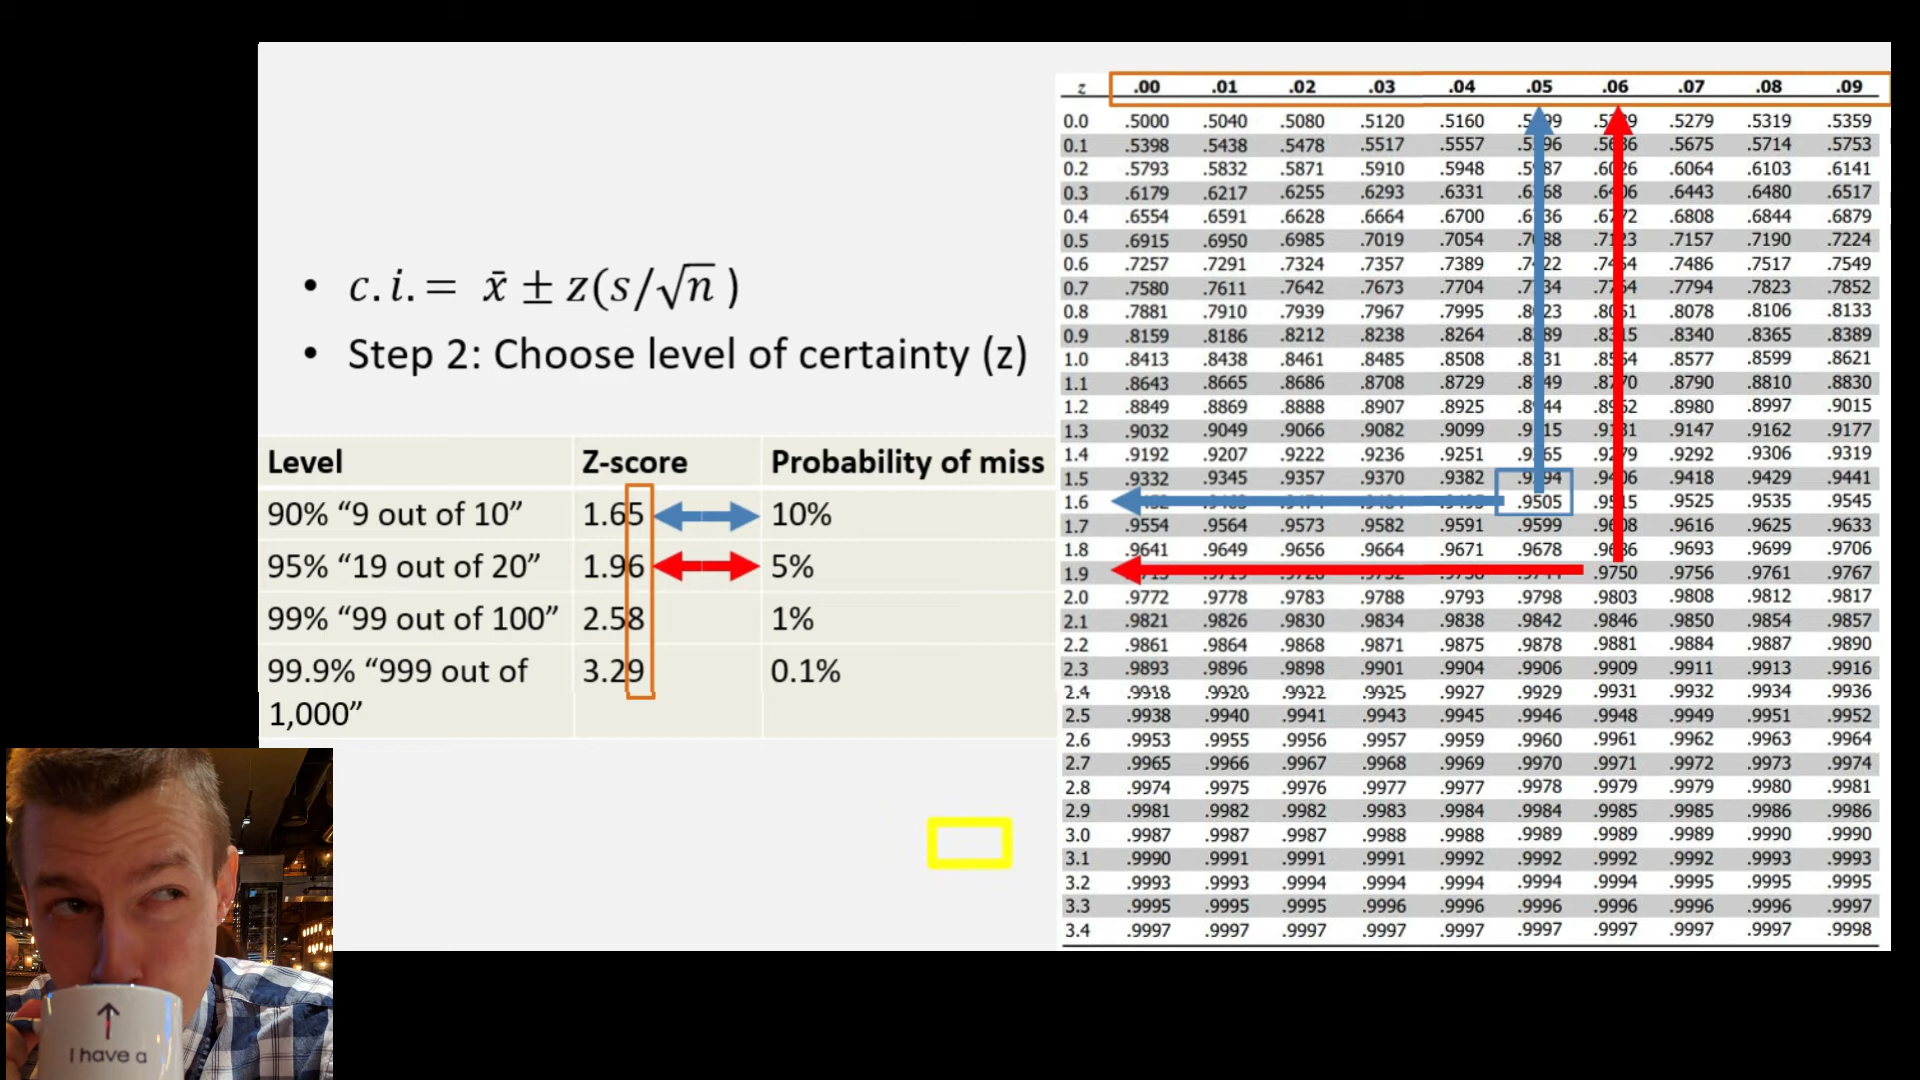 • c.i.= x̄ ± z(s/√n )
• Step 2: Choose level of certainty (z)
Level Z-score Probability of miss
90% “9 out of 10” 1.65 10%
95% “19 out of 20” 1.96 5%
99% “99 out of 100” 2.58 1%
99.9% “999 out of 3.29 0.1%
1,000”
z .00 .01 .02 .03 .04 .05 .06 .07 .08 .09
0.0 .5000 .5040 .5080 .5120 .5160 .5279 .5319 .5359
0.1 .5398 .5438 .5478 .5517 .5557 .5675 .5714 .5753
0.2 .5793 .5832 .5871 .5910 .5948 .6064 .6103 .6141
0.3 .6179 .6217 .6255 .6293 .6331 .6443 .6480 .6517
0.4 .6554 .6591 .6628 .6664 .6700 .6808 .6844 .6879
0.5 .6915 .6950 .6985 .7019 .7054 .7157 .7190 .7224
0.6 .7257 .7291 .7324 .7357 .7389 .7486 .7517 .7549
0.7 .7580 .7611 .7642 .7673 .7704 .7794 .7823 .7852
0.8 .7881 .7910 .7939 .7967 .7995 .8078 .8106 .8133
0.9 .8159 .8186 .8212 .8238 .8264 .8340 .8365 .8389
1.0 .8413 .8438 .8461 .8485 .8508 .8577 .8599 .8621
1.1 .8643 .8665 .8686 .8708 .8729 .8790 .8810 .8830
1.2 .8849 .8869 .8888 .8907 .8925 .8980 .8997 .9015
1.3 .9032 .9049 .9066 .9082 .9099 .9147 .9162 .9177
1.4 .9192 .9207 .9222 .9236 .9251 .9292 .9306 .9319
1.5 .9332 .9345 .9357 .9370 .9382 .9418 .9429 .9441
1.6 .9505 .9525 .9535 .9545
1.7 .9554 .9564 .9573 .9582 .9591 .9599 .9616 .9625 .9633
1.8 .9641 .9649 .9656 .9664 .9671 .9678 .9693 .9699 .9706
1.9 .9750 .9756 .9761 .9767
2.0 .9772 .9778 .9783 .9788 .9793 .9798 .9803 .9808 .9812 .9817
2.1 .9821 .9826 .9830 .9834 .9838 .9842 .9846 .9850 .9854 .9857
2.2 .9861 .9864 .9868 .9871 .9875 .9878 .9881 .9884 .9887 .9890
2.3 .9893 .9896 .9898 .9901 .9904 .9906 .9909 .9911 .9913 .9916
2.4 .9918 .9920 .9922 .9925 .9927 .9929 .9931 .9932 .9934 .9936
2.5 .9938 .9940 .9941 .9943 .9945 .9946 .9948 .9949 .9951 .9952
2.6 .9953 .9955 .9956 .9957 .9959 .9960 .9961 .9962 .9963 .9964
2.7 .9965 .9966 .9967 .9968 .9969 .9970 .9971 .9972 .9973 .9974
2.8 .9974 .9975 .9976 .9977 .9977 .9978 .9979 .9979 .9980 .9981
2.9 .9981 .9982 .9982 .9983 .9984 .9984 .9985 .9985 .9986 .9986
3.0 .9987 .9987 .9987 .9988 .9988 .9989 .9989 .9989 .9990 .9990
3.1 .9990 .9991 .9991 .9991 .9992 .9992 .9992 .9992 .9993 .9993
3.2 .9993 .9993 .9994 .9994 .9994 .9994 .9994 .9995 .9995 .9995
3.3 .9995 .9995 .9995 .9996 .9996 .9996 .9996 .9996 .9996 .9997
3.4 .9997 .9997 .9997 .9997 .9997 .9997 .9997 .9997 .9997 .9998
I have a